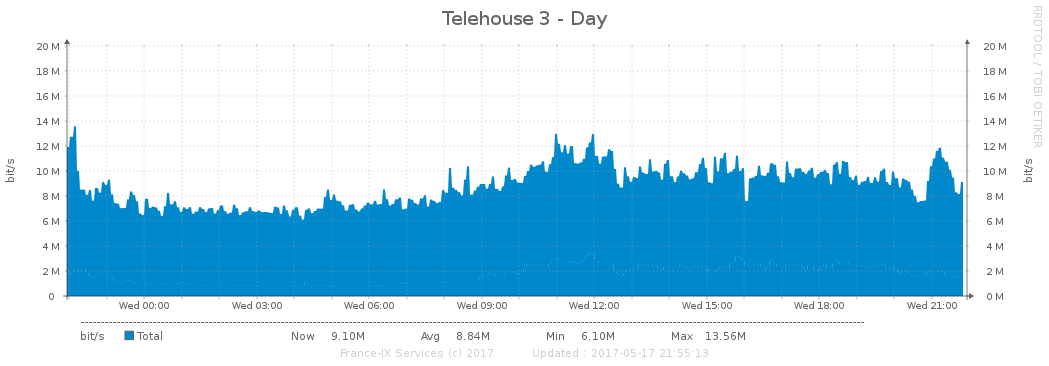 Telehouse 3 - Day
RRDTOOL / TOBI OETIKER
bit/s
20 M 20 M
18 M 18 M
16 M 16 M
14 M 14 M
12 M 12 M
10 M 10 M
8 M 8 M
6 M 6 M
4 M 4 M
2 M 2 M
0 0 M
bit/s
Wed 00:00 Wed 03:00 Wed 06:00 Wed 09:00 Wed 12:00 Wed 15:00 Wed 18:00 Wed 21:00
bit/s Total Now 9.10M Avg 8.84M Min 6.10M Max 13.56M
France-IX Services (c) 2017 Updated : 2017-05-17 21:55:13